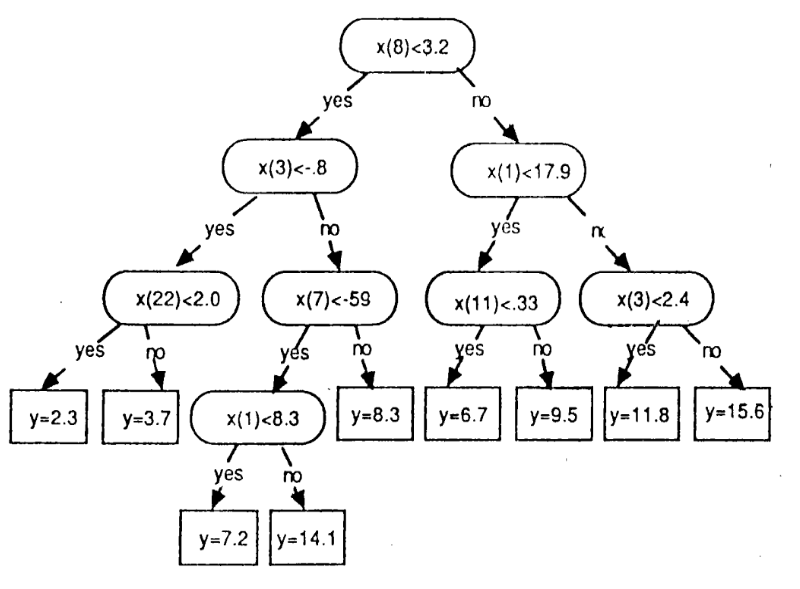 x(8)<3.2
yes
no
x(3)<-.8
x(1)<17.9
yes
no
yes
x(22)<2.0
x(7)<-59
x(11)<.33
x(3)<2.4
yes
no
yes
no
yes
no
yes
no
y=2.3
y=3.7
x(1)<8.3
y=8.3
y=6.7
y=9.5
y=11.8
y=15.6
yes
no
y=7.2
y=14.1